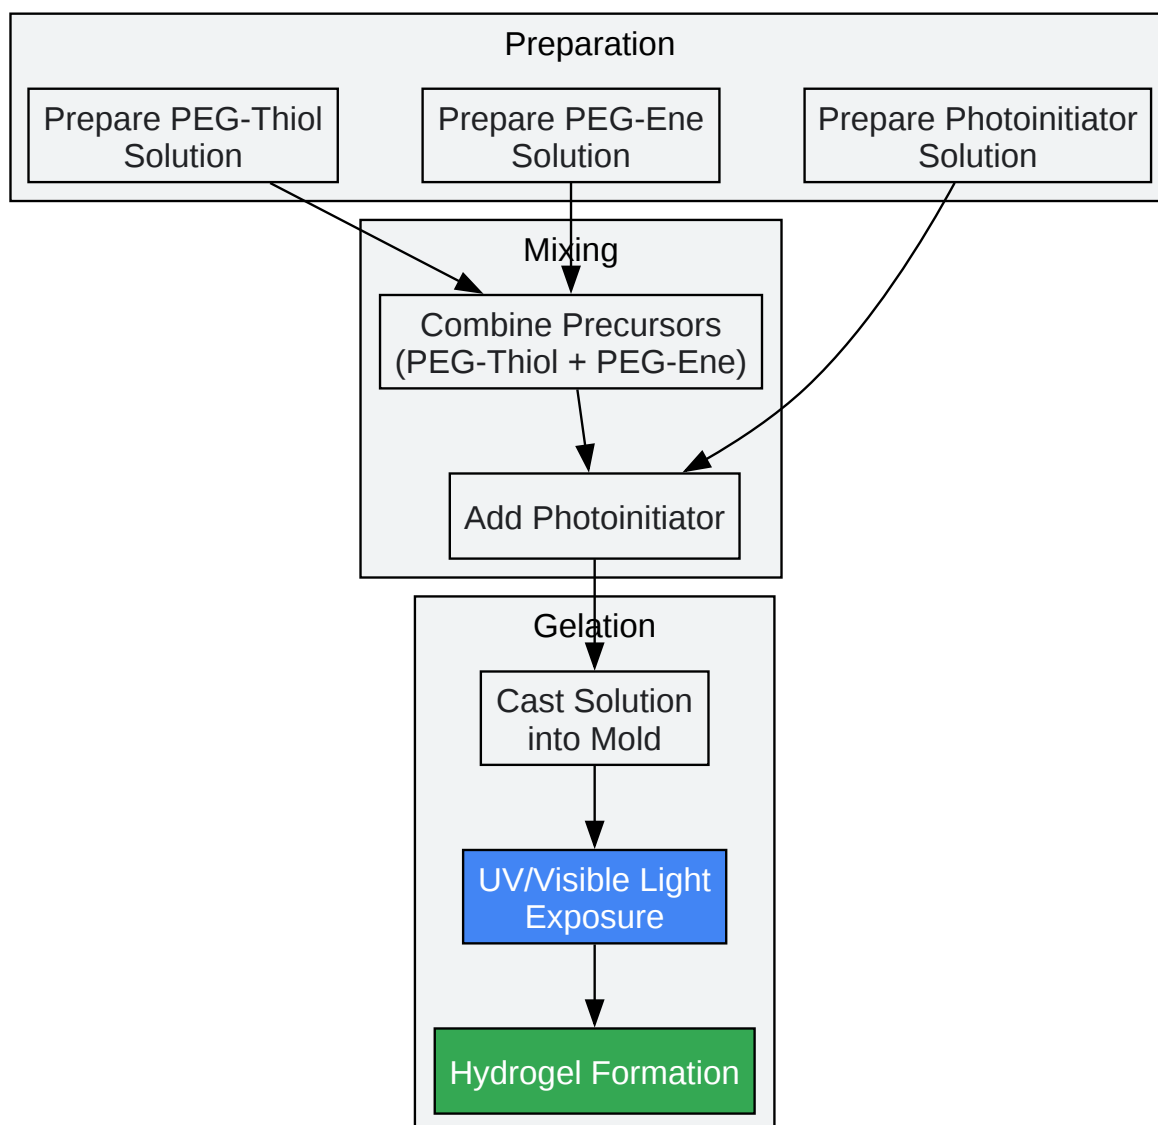 Preparation
Prepare PEG-Thiol
Solution
Prepare PEG-Ene
Solution
Prepare Photoinitiator
Solution
Mixing
Combine Precursors
(PEG-Thiol + PEG-Ene)
Add Photoinitiator
Gelation
Cast Solution
into Mold
UV/Visible Light
Exposure
Hydrogel Formation